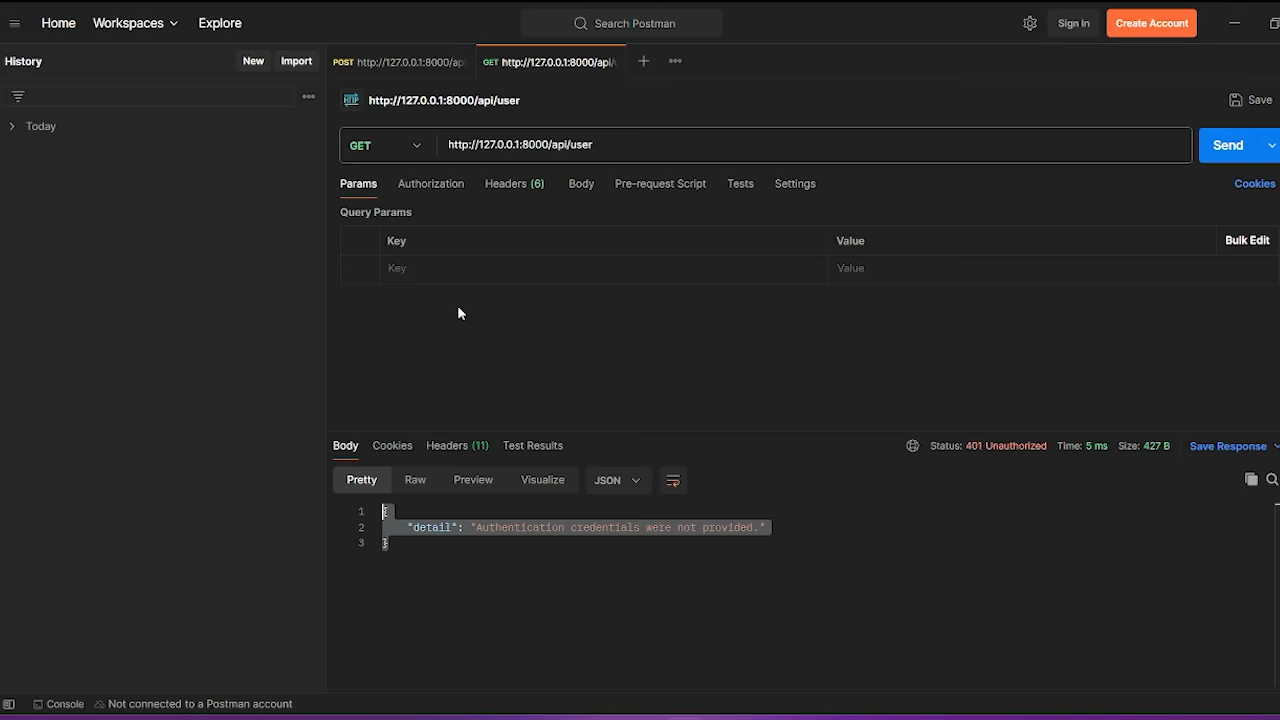 Home Workspaces Explore Search Postman Sign In Create Account
History New Import POST http://127.0.0.1:8000/ap GET http://127.0.0.1:8000/api/
HTTP http://127.0.0.1:8000/api/user Save
Today
GET http://127.0.0.1:8000/api/user Send
Params Authorization Headers (6) Body Pre-request Script Tests Settings Cookies
Query Params
Key Value Bulk Edit
Key Value
Body Cookies Headers (11) Test Results Status: 401 Unauthorized Time: 5 ms Size: 427 B Save Response
Pretty Raw Preview Visualize JSON
1 {
2 "detail": "Authentication credentials were not provided."
3 }
Console Not connected to a Postman account